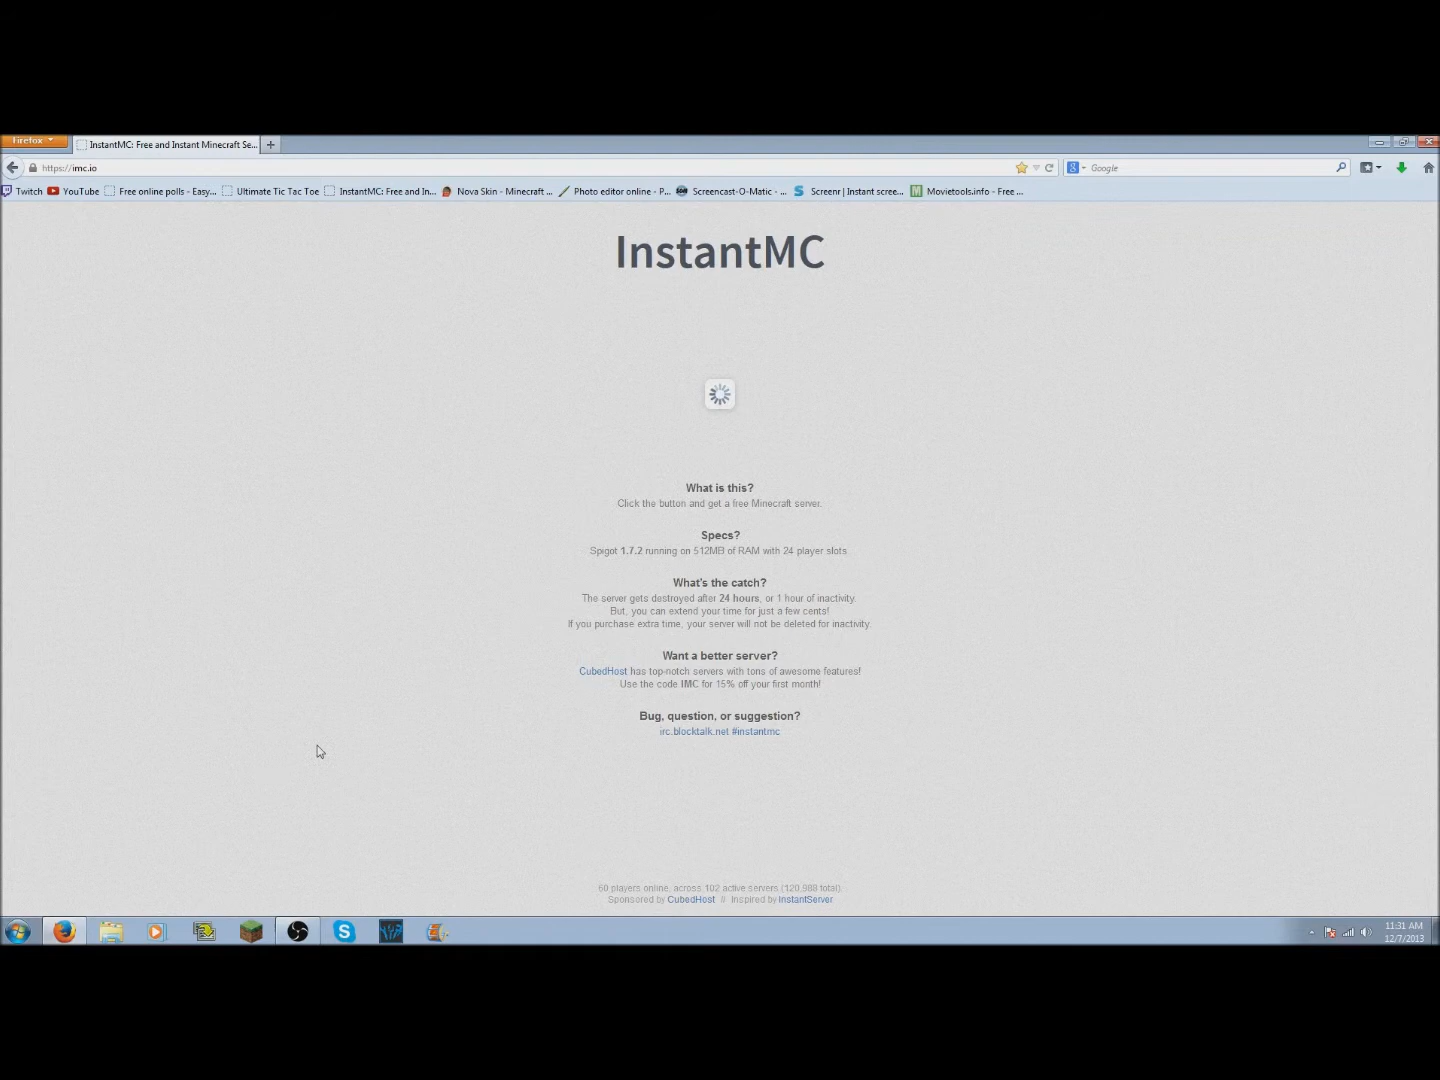 Firefox
InstantMC: Free and Instant Minecraft Se...
https://imc.io
Google
Twitch
YouTube
Free online polls - Easy...
Ultimate Tic Tac Toe
InstantMC: Free and In...
Nova Skin - Minecraft ...
Photo editor online - P...
Screencast-O-Matic - ...
Screenr | Instant scree...
Movietools.info - Free ...
InstantMC
What is this?
Click the button and get a free Minecraft server.
Specs?
Spigot 1.7.2 running on 512MB of RAM with 24 player slots
What's the catch?
The server gets destroyed after 24 hours, or 1 hour of inactivity.
But, you can extend your time for just a few cents!
If you purchase extra time, your server will not be deleted for inactivity.
Want a better server?
CubedHost has top-notch servers with tons of awesome features!
Use the code IMC for 15% off your first month!
Bug, question, or suggestion?
irc.blocktalk.net #instantmc
60 players online, across 102 active servers (120,988 total)
Sponsored by CubedHost // Inspired by InstantServer
11:31 AM
12/7/2013